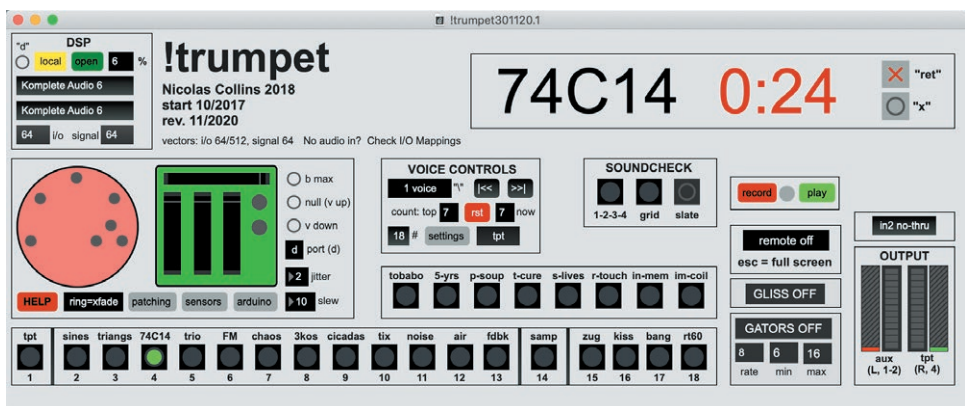 !trumpet301120.1
"d"
DSP
local open 6 %
Komplete Audio 6
Komplete Audio 6
64 i/o signal 64
!trumpet
Nicolas Collins 2018
start 10/2017
rev. 11/2020
vectors: i/o 64/512, signal 64 No audio in? Check I/O Mappings
74C14 0:24
"ret"
"x"
b max
null (v up)
v down
d port (d)
2 jitter
10 slew
HELP ring=xfade patching sensors arduino
VOICE CONTROLS
1 voice "\" |<< >>|
count: top 7 rst 7 now
18 # settings tpt
SOUNDCHECK
1-2-3-4 grid slate
record play
remote off
esc = full screen
in2 no-thru
OUTPUT
aux tpt
(L, 1-2) (R, 4)
tobabo 5-yrs p-soup t-cure s-lives r-touch in-mem im-coil
GLISS OFF
GATORS OFF
8 6 16
rate min max
tpt sines triangs 74C14 trio FM chaos 3kos cicadas tix noise air fdbk samp zug kiss bang rt60
1 2 3 4 5 6 7 8 9 10 11 12 13 14 15 16 17 18